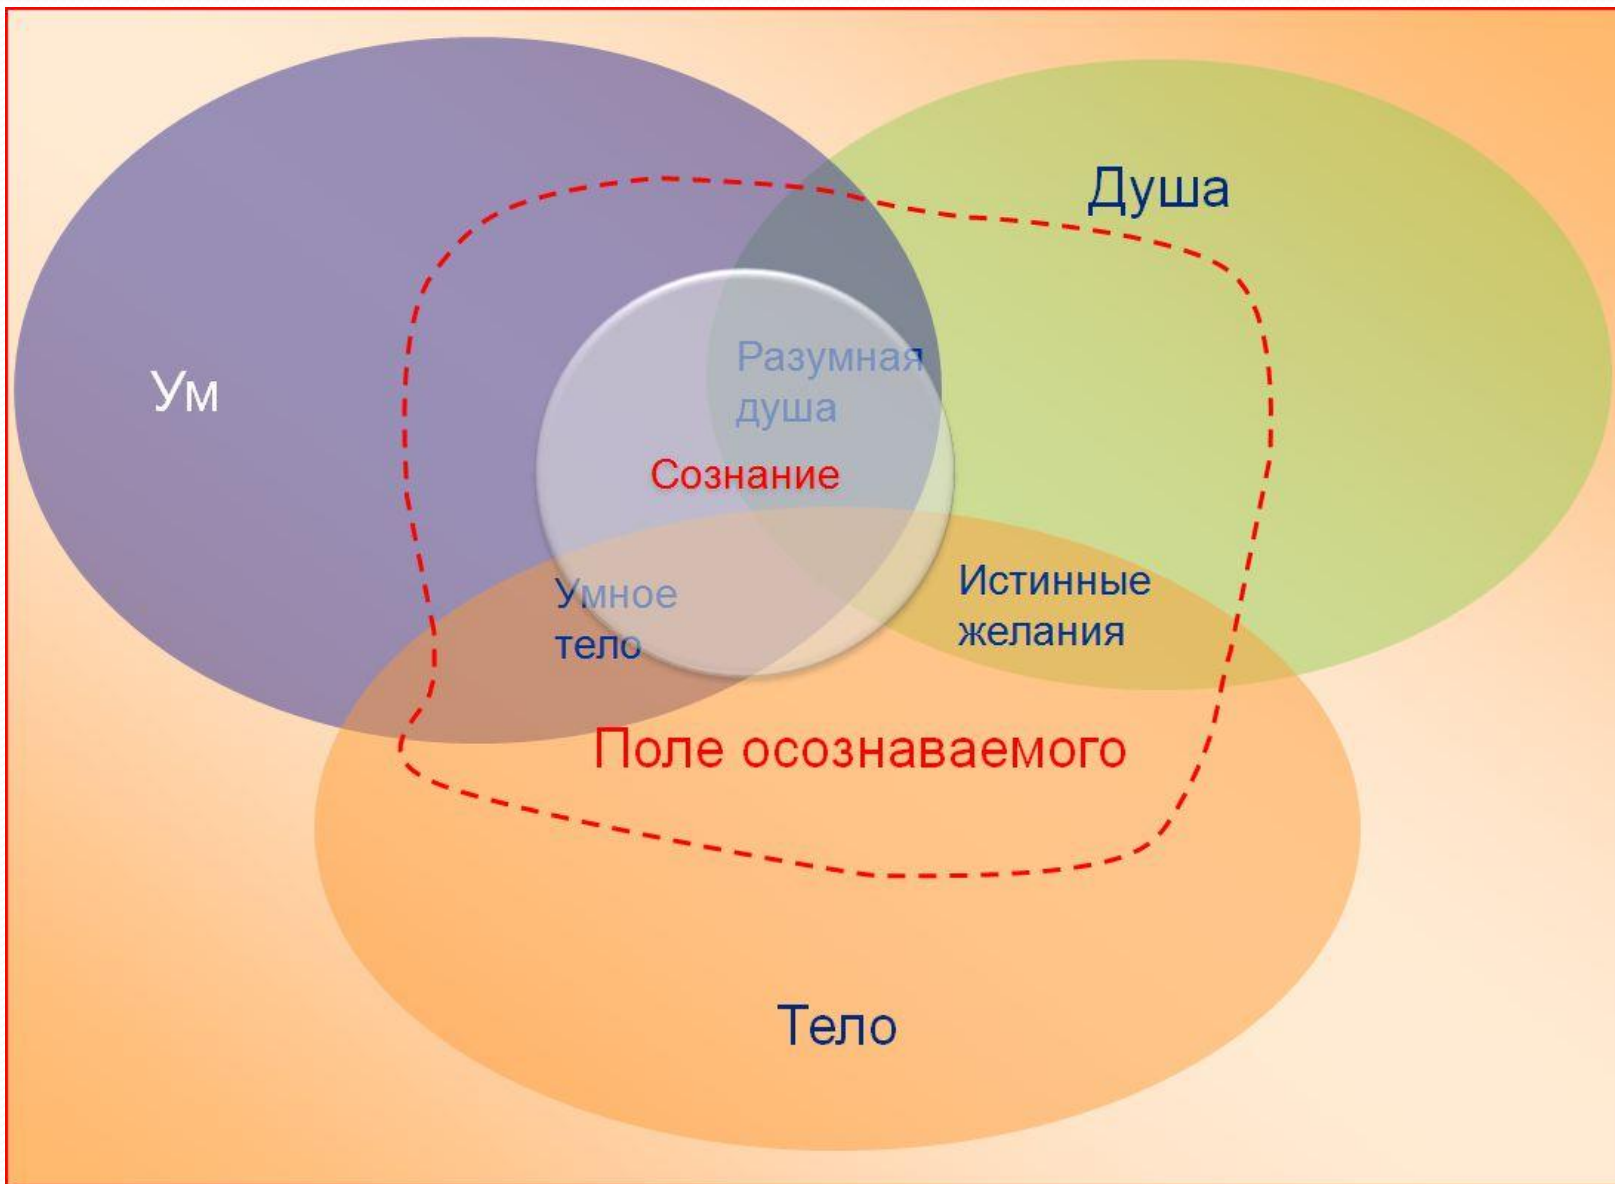 Душа
Ум
Разумная
душа
Сознание
Умное
тело
Истинные
желания
Поле осознаваемого
Тело